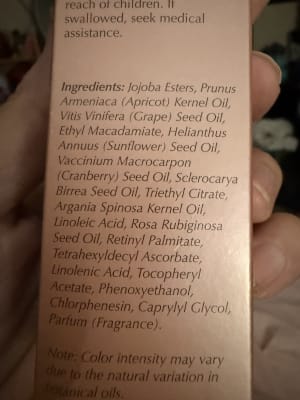 reach of children. If
swallowed, seek medical
assistance.
Ingredients: Jojoba Esters, Prunus
Armeniaca (Apricot) Kernel Oil,
Vitis Vinifera (Grape) Seed Oil,
Ethyl Macadamiate, Helianthus
Annuus (Sunflower) Seed Oil,
Vaccinium Macrocarpon
(Cranberry) Seed Oil, Sclerocarya
Birrea Seed Oil, Triethyl Citrate,
Argania Spinosa Kernel Oil,
Linoleic Acid, Rosa Rubiginosa
Seed Oil, Retinyl Palmitate,
Tetrahexyldecyl Ascorbate,
Linolenic Acid, Tocopheryl
Acetate, Phenoxyethanol,
Chlorphenesin, Caprylyl Glycol,
Parfum (Fragrance).
Note: Color intensity may vary
due to the natural variation in
botanical oils.